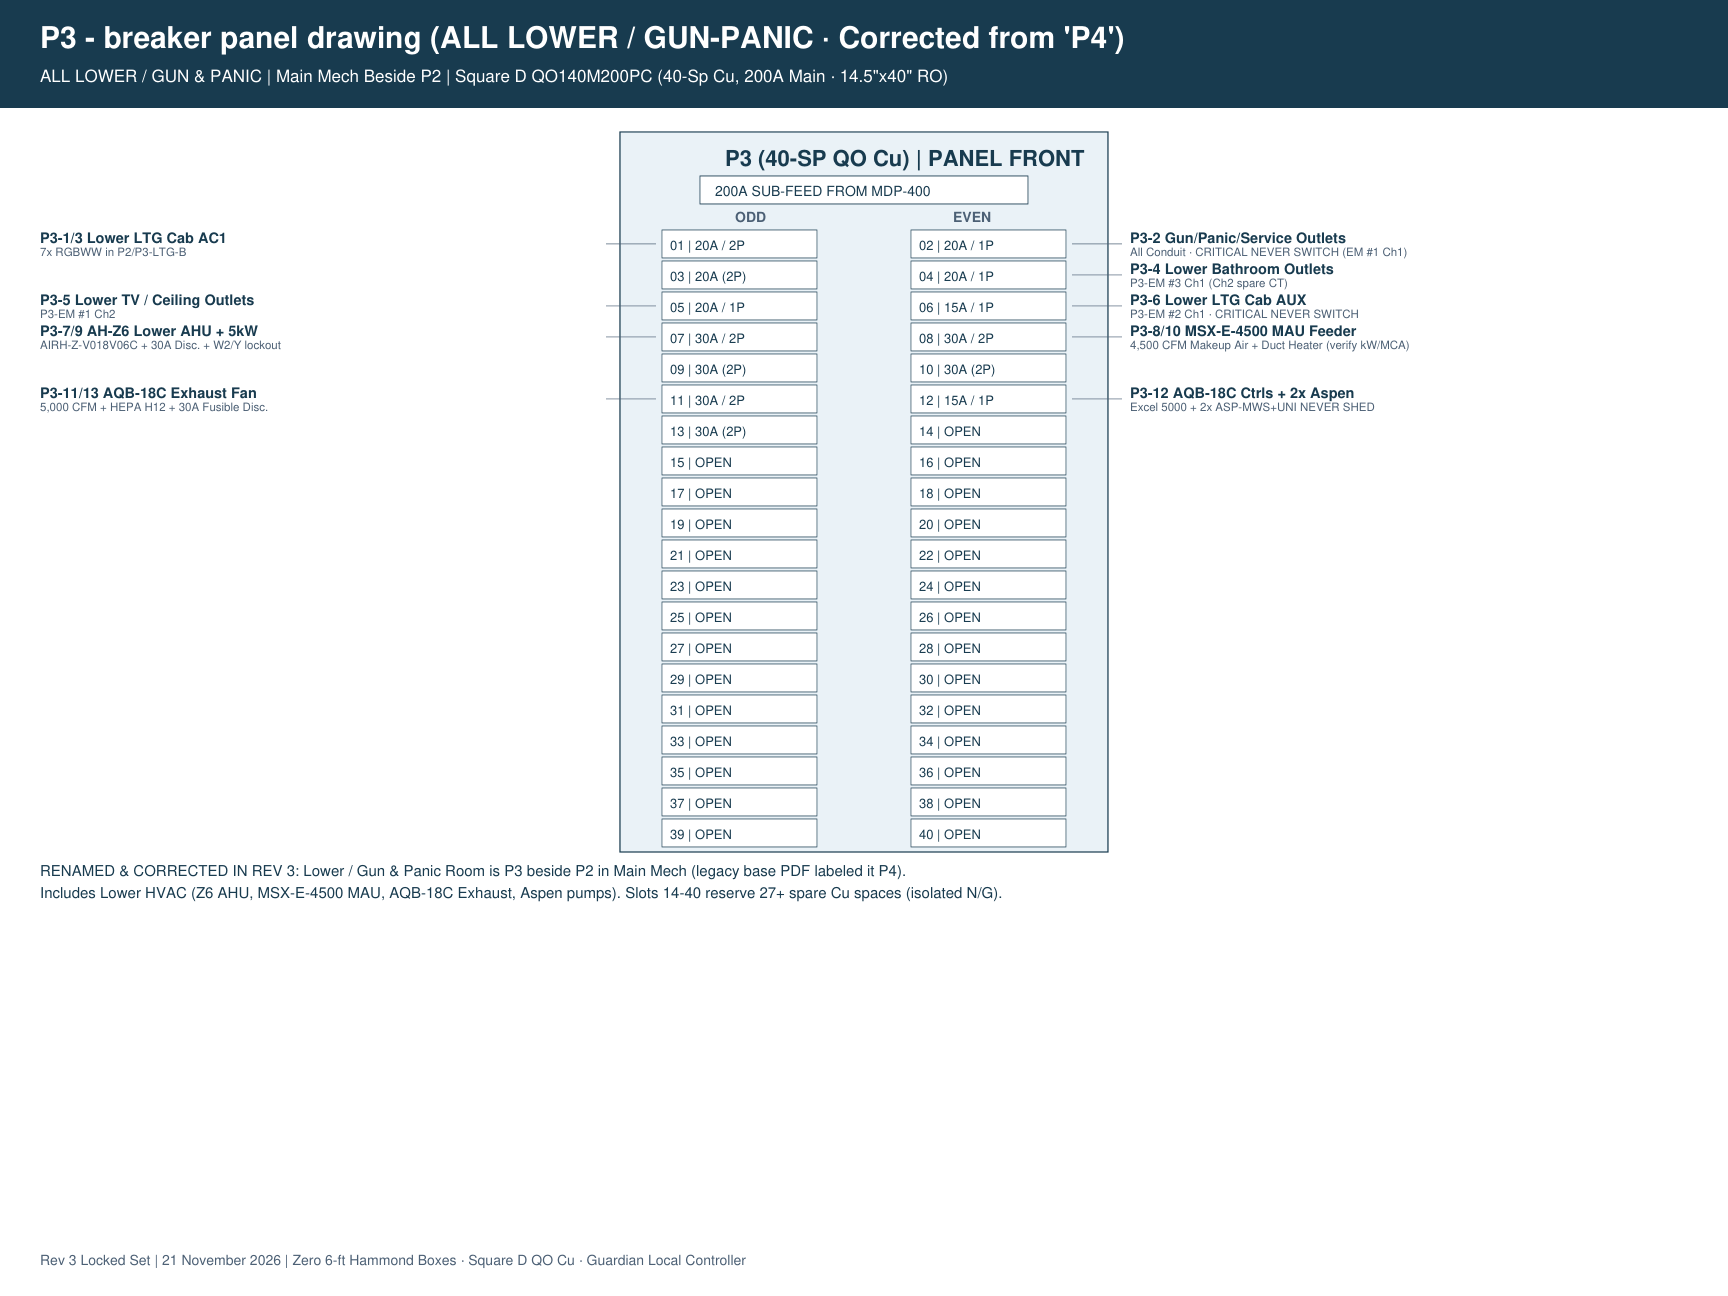 P3 - breaker panel drawing (ALL LOWER / GUN-PANIC · Corrected from 'P4')
ALL LOWER / GUN & PANIC | Main Mech Beside P2 | Square D QO140M200PC (40-Sp Cu, 200A Main · 14.5"x40" RO)
P3 (40-SP QO Cu) | PANEL FRONT
200A SUB-FEED FROM MDP-400
ODD
EVEN
P3-1/3 Lower LTG Cab AC1
7x RGBWW in P2/P3-LTG-B
01 | 20A / 2P
02 | 20A / 1P
P3-2 Gun/Panic/Service Outlets
All Conduit · CRITICAL NEVER SWITCH (EM #1 Ch1)
03 | 20A (2P)
04 | 20A / 1P
P3-4 Lower Bathroom Outlets
P3-EM #3 Ch1 (Ch2 spare CT)
P3-5 Lower TV / Ceiling Outlets
P3-EM #1 Ch2
05 | 20A / 1P
06 | 15A / 1P
P3-6 Lower LTG Cab AUX
P3-EM #2 Ch1 · CRITICAL NEVER SWITCH
P3-7/9 AH-Z6 Lower AHU + 5kW
AIRH-Z-V018V06C + 30A Disc. + W2/Y lockout
07 | 30A / 2P
08 | 30A / 2P
P3-8/10 MSX-E-4500 MAU Feeder
4,500 CFM Makeup Air + Duct Heater (verify kW/MCA)
09 | 30A (2P)
10 | 30A (2P)
P3-11/13 AQB-18C Exhaust Fan
5,000 CFM + HEPA H12 + 30A Fusible Disc.
11 | 30A / 2P
12 | 15A / 1P
P3-12 AQB-18C Ctrls + 2x Aspen
Excel 5000 + 2x ASP-MWS+UNI NEVER SHED
13 | 30A (2P)
14 | OPEN
15 | OPEN
16 | OPEN
17 | OPEN
18 | OPEN
19 | OPEN
20 | OPEN
21 | OPEN
22 | OPEN
23 | OPEN
24 | OPEN
25 | OPEN
26 | OPEN
27 | OPEN
28 | OPEN
29 | OPEN
30 | OPEN
31 | OPEN
32 | OPEN
33 | OPEN
34 | OPEN
35 | OPEN
36 | OPEN
37 | OPEN
38 | OPEN
39 | OPEN
40 | OPEN
RENAMED & CORRECTED IN REV 3: Lower / Gun & Panic Room is P3 beside P2 in Main Mech (legacy base PDF labeled it P4).
Includes Lower HVAC (Z6 AHU, MSX-E-4500 MAU, AQB-18C Exhaust, Aspen pumps). Slots 14-40 reserve 27+ spare Cu spaces (isolated N/G).
Rev 3 Locked Set | 21 November 2026 | Zero 6-ft Hammond Boxes · Square D QO Cu · Guardian Local Controller